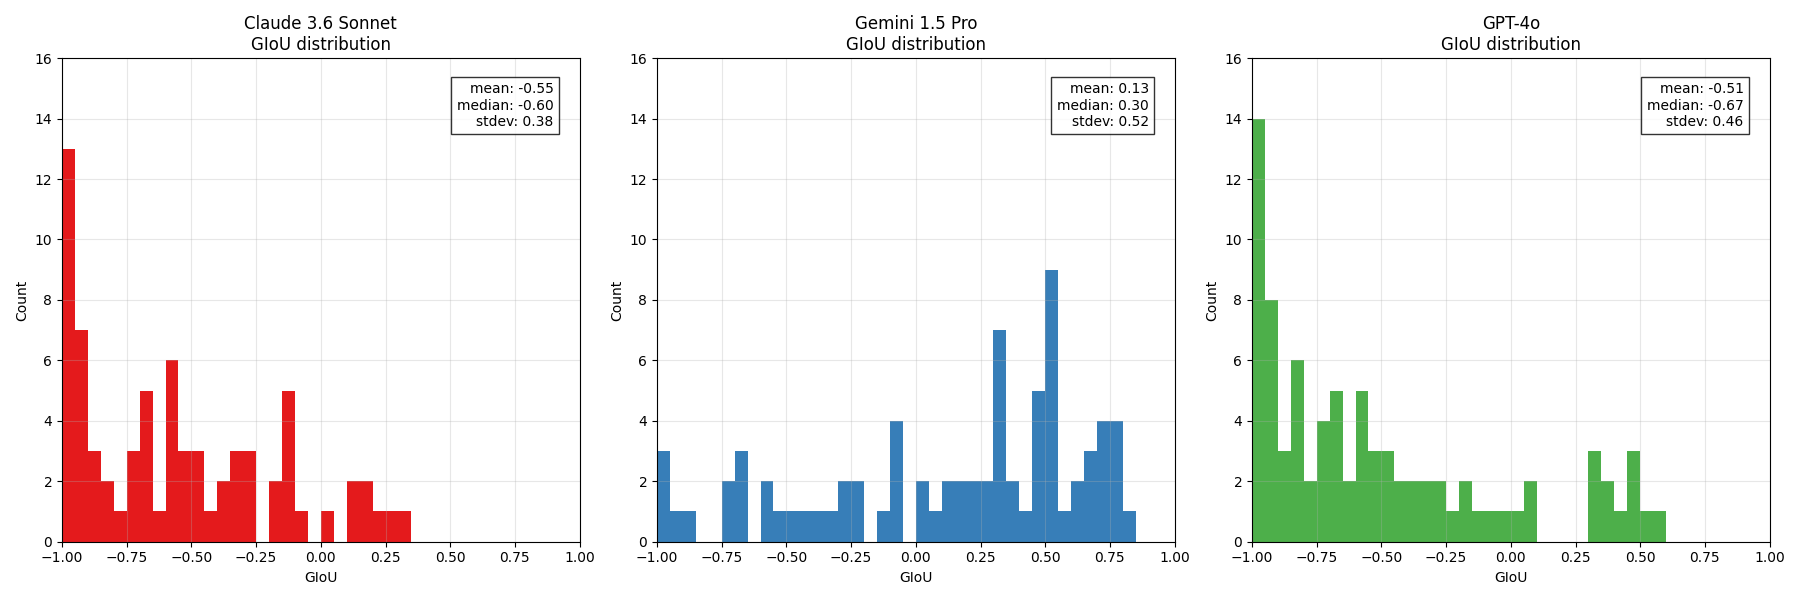 Claude 3.6 Sonnet
GIoU distribution
mean: -0.55
median: -0.60
stdev: 0.38
16
14
12
10
8
6
4
2
0
Count
−1.00 −0.75 −0.50 −0.25 0.00 0.25 0.50 0.75 1.00
GIoU
Gemini 1.5 Pro
GIoU distribution
mean: 0.13
median: 0.30
stdev: 0.52
16
14
12
10
8
6
4
2
0
Count
−1.00 −0.75 −0.50 −0.25 0.00 0.25 0.50 0.75 1.00
GIoU
GPT-4o
GIoU distribution
mean: -0.51
median: -0.67
stdev: 0.46
16
14
12
10
8
6
4
2
0
Count
−1.00 −0.75 −0.50 −0.25 0.00 0.25 0.50 0.75 1.00
GIoU